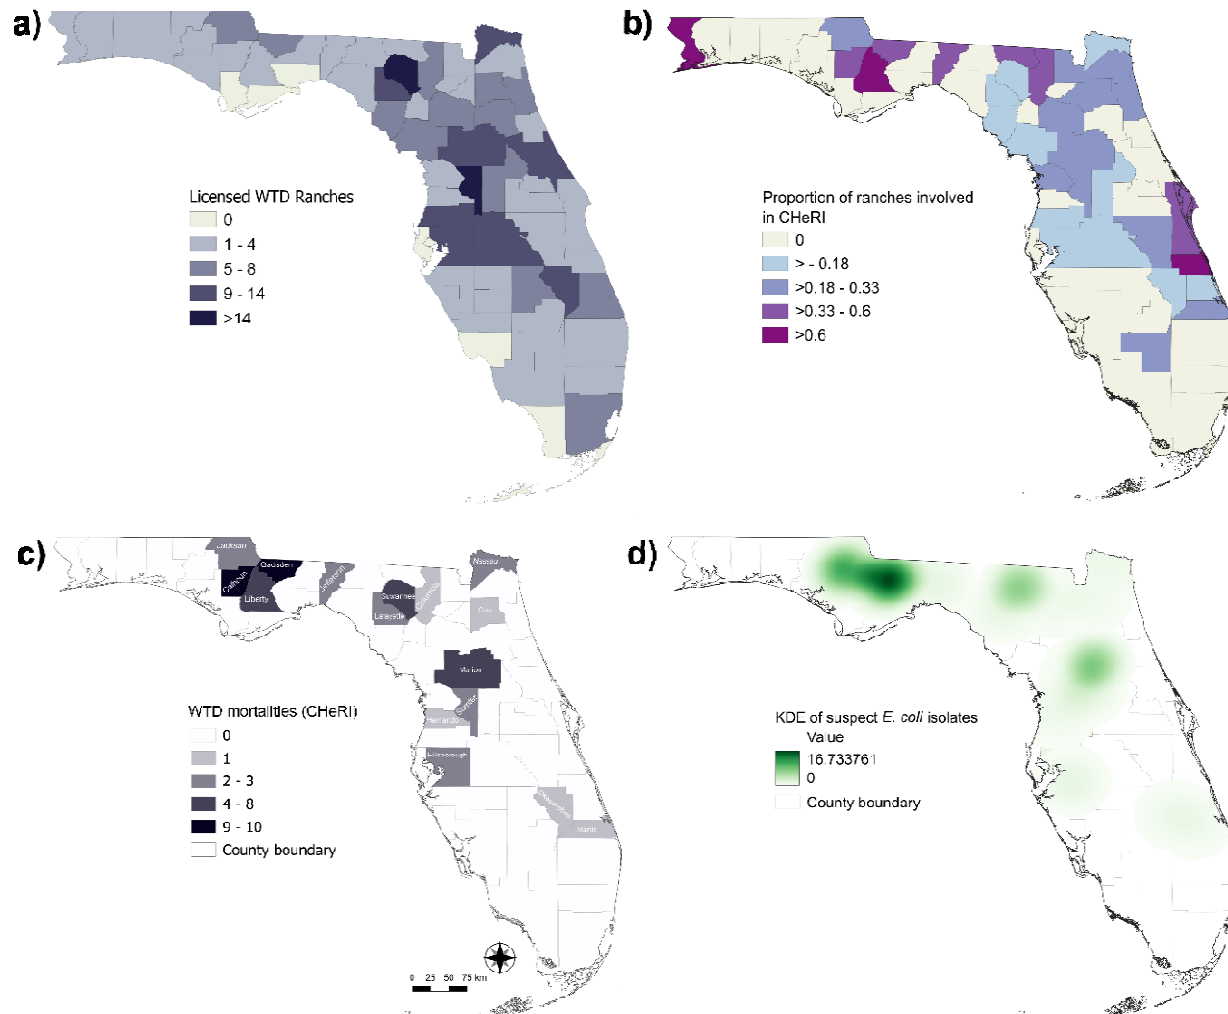 a)
Licensed WTD Ranches
0
1 - 4
5 - 8
9 - 14
>14
b)
Proportion of ranches involved
in CHeRI
0
> - 0.18
>0.18 - 0.33
>0.33 - 0.6
>0.6
c)
Jackson
Gadsden
Calhoun
Liberty
Jefferson
Suwannee
Lafayette
Columbia
Nassau
Clay
Marion
Sumter
Hernando
Hillsborough
Okeechobee
Martin
WTD mortalities (CHeRI)
0
1
2 - 3
4 - 8
9 - 10
County boundary
0 25 50 75 km
d)
KDE of suspect E. coli isolates
Value
16.733761
0
County boundary